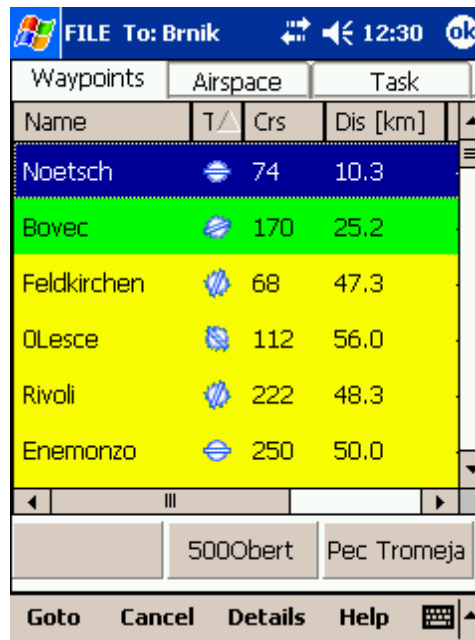 FILE To: Brnik 12:30 ok
Waypoints Airspace Task
Name T Crs Dis [km]
Noetsch 74 10.3
Bovec 170 25.2
Feldkirchen 68 47.3
0Lesce 112 56.0
Rivoli 222 48.3
Enemonzo 250 50.0
500Obert Pec Tromeja
Goto Cancel Details Help